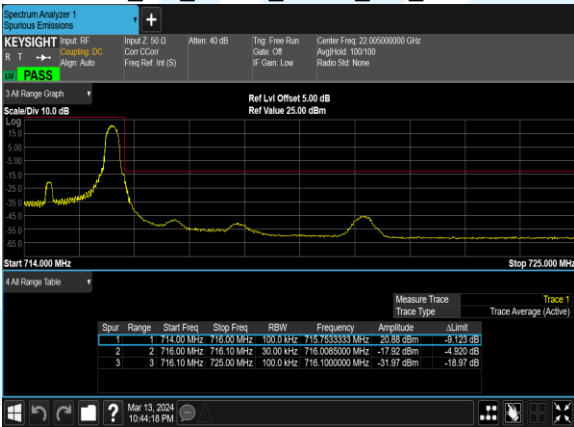 Spectrum Analyzer 1
Spurious Emissions
+
KEYSIGHT
R T
LXI PASS
Input: RF
Coupling: DC
Align: Auto
Input Z: 50 Ω
Corr CCorr
Freq Ref: Int (S)
Atten: 40 dB
Trig: Free Run
Gate: Off
IF Gain: Low
Center Freq: 22.005000000 GHz
Avg|Hold: 100/100
Radio Std: None
3 All Range Graph
Scale/Div 10.0 dB
Ref Lvl Offset 5.00 dB
Ref Value 25.00 dBm
Log
15.0
5.00
-5.00
-15.0
-25.0
-35.0
-45.0
-55.0
-65.0
Start 714.000 MHz
Stop 725.000 MHz
4 All Range Table
Measure Trace Trace 1
Trace Type Trace Average (Active)
Spur Range Start Freq Stop Freq RBW Frequency Amplitude ΔLimit
1 1 714.00 MHz 716.00 MHz 100.0 kHz 715.7533333 MHz 20.88 dBm -9.123 dB
2 2 716.00 MHz 716.10 MHz 30.00 kHz 716.0085000 MHz -17.92 dBm -4.920 dB
3 3 716.10 MHz 725.00 MHz 100.0 kHz 716.1000000 MHz -31.97 dBm -18.97 dB
?
Mar 13, 2024
10:44:18 PM